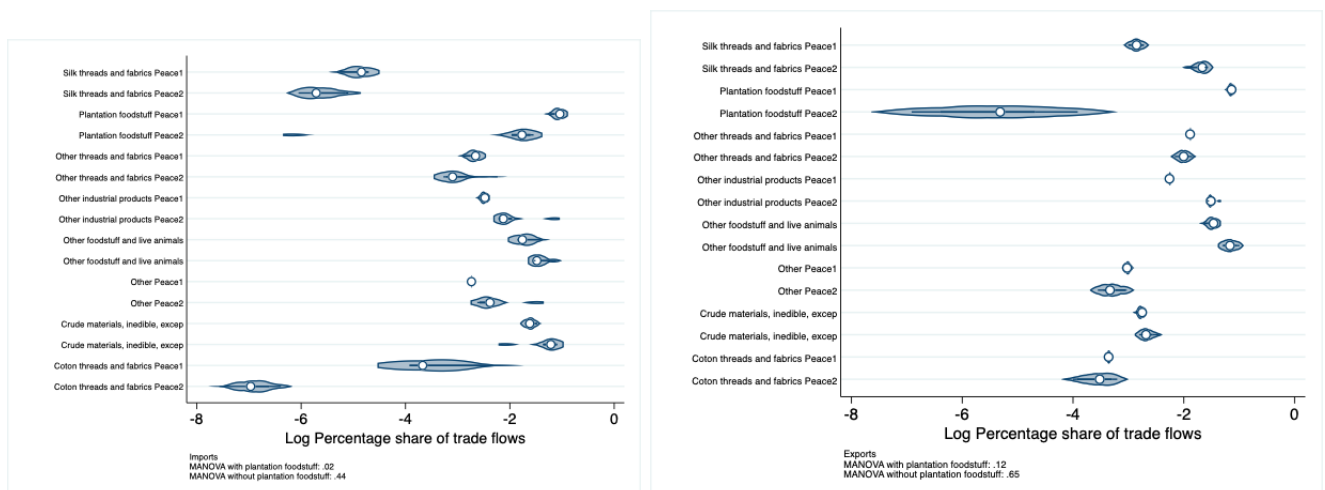 Silk threads and fabrics Peace1
Silk threads and fabrics Peace2
Plantation foodstuff Peace1
Plantation foodstuff Peace2
Other threads and fabrics Peace1
Other threads and fabrics Peace2
Other industrial products Peace1
Other industrial products Peace2
Other foodstuff and live animals
Other foodstuff and live animals
Other Peace1
Other Peace2
Crude materials, inedible, excep
Crude materials, inedible, excep
Coton threads and fabrics Peace1
Coton threads and fabrics Peace2
-8 -6 -4 -2 0
Log Percentage share of trade flows
Imports
MANOVA with plantation foodstuff: .02
MANOVA without plantation foodstuff: .44
Silk threads and fabrics Peace1
Silk threads and fabrics Peace2
Plantation foodstuff Peace1
Plantation foodstuff Peace2
Other threads and fabrics Peace1
Other threads and fabrics Peace2
Other industrial products Peace1
Other industrial products Peace2
Other foodstuff and live animals
Other foodstuff and live animals
Other Peace1
Other Peace2
Crude materials, inedible, excep
Crude materials, inedible, excep
Coton threads and fabrics Peace1
Coton threads and fabrics Peace2
-8 -6 -4 -2 0
Log Percentage share of trade flows
Exports
MANOVA with plantation foodstuff: .12
MANOVA without plantation foodstuff: .65